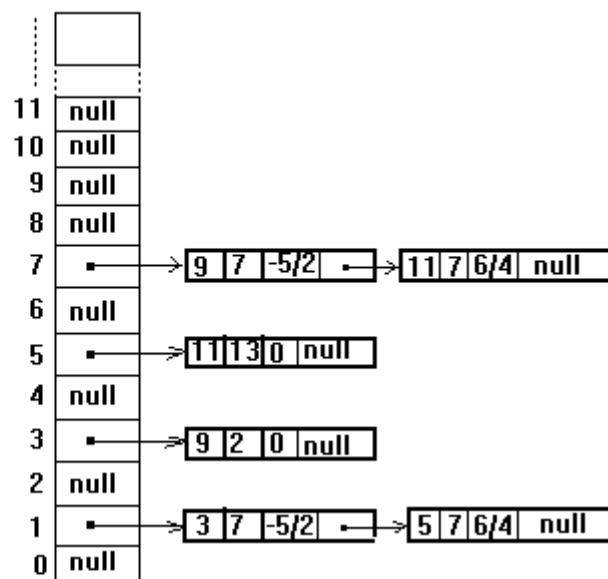 11 null
10 null
9 null
8 null
7 9 7 -5/2 11 7 6/4 null
6 null
5 11 13 0 null
4 null
3 9 2 0 null
2 null
1 3 7 -5/2 5 7 6/4 null
0 null